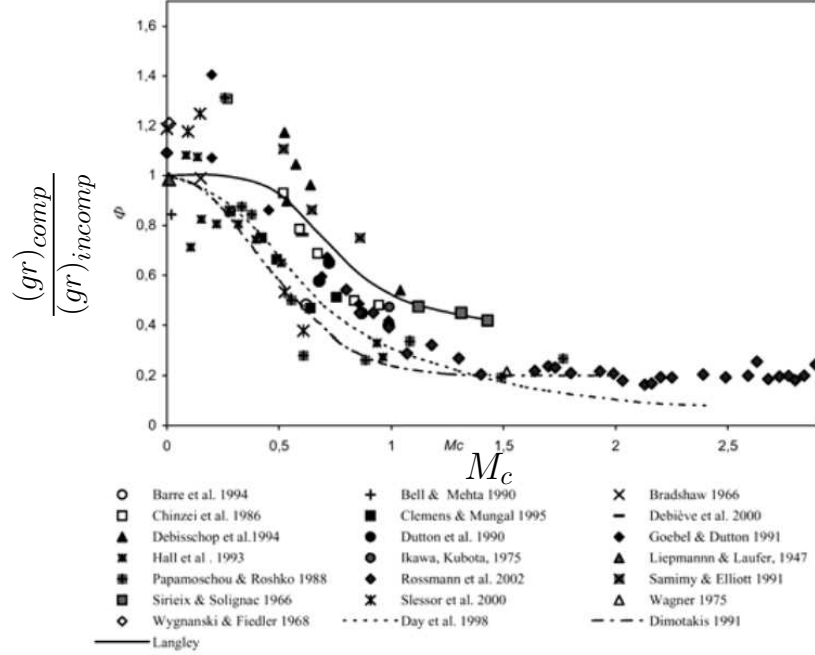 1,6
1,4
1,2
1
0,8
0,6
0,4
0,2
0
Φ
(gr)comp
(gr)incomp
0 0,5 1 1,5 2 2,5
Mc
M_c
Barre et al. 1994 Bell & Mehta 1990 Bradshaw 1966
Chinzei et al. 1986 Clemens & Mungal 1995 Debiève et al. 2000
Debisschop et al.1994 Dutton et al. 1990 Goebel & Dutton 1991
Hall et al . 1993 Ikawa, Kubota, 1975 Liepmannn & Laufer, 1947
Papamoschou & Roshko 1988 Rossmann et al. 2002 Samimy & Elliott 1991
Sirieix & Solignac 1966 Slessor et al. 2000 Wagner 1975
Wygnanski & Fiedler 1968 Day et al. 1998 Dimotakis 1991
Langley